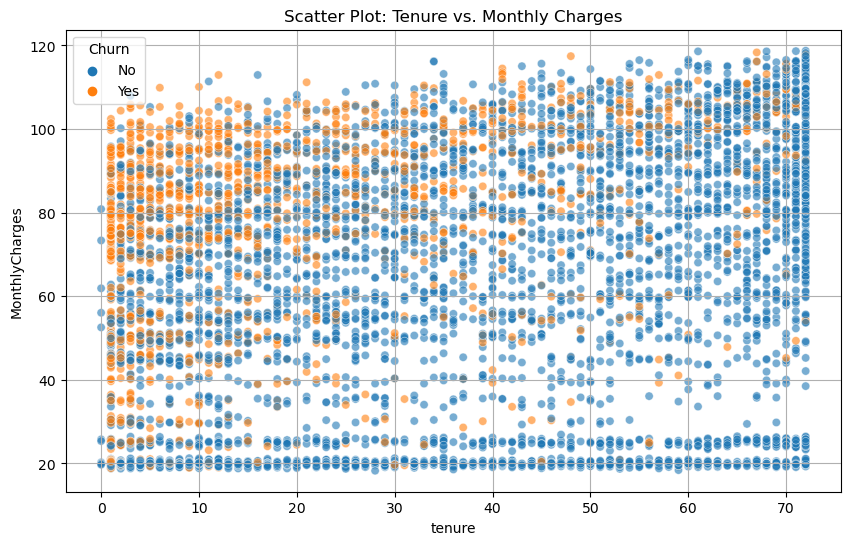 Scatter Plot: Tenure vs. Monthly Charges
Churn
No
Yes
120
100
80
60
40
20
MonthlyCharges
0 10 20 30 40 50 60 70
tenure